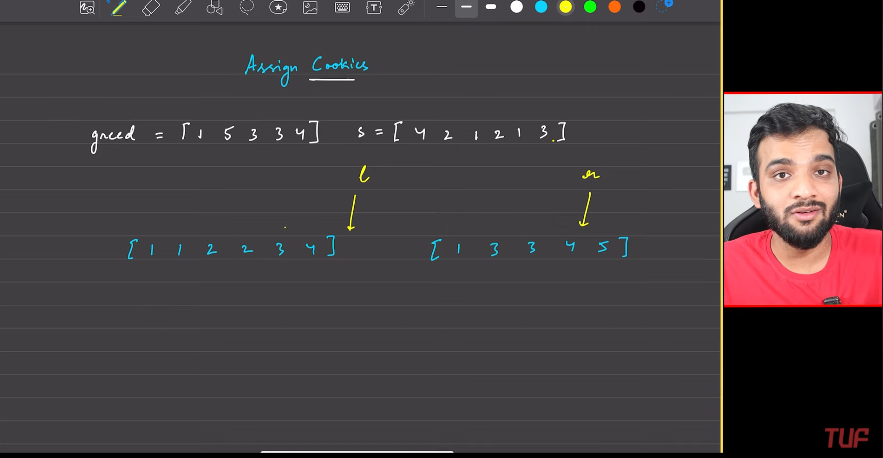 Assign Cookies
greed = [ 1 5 3 3 4 ] s = [ 4 2 1 2 1 3 ]
l r
[ 1 1 2 2 3 4 ] [ 1 3 3 4 5 ]
TUF